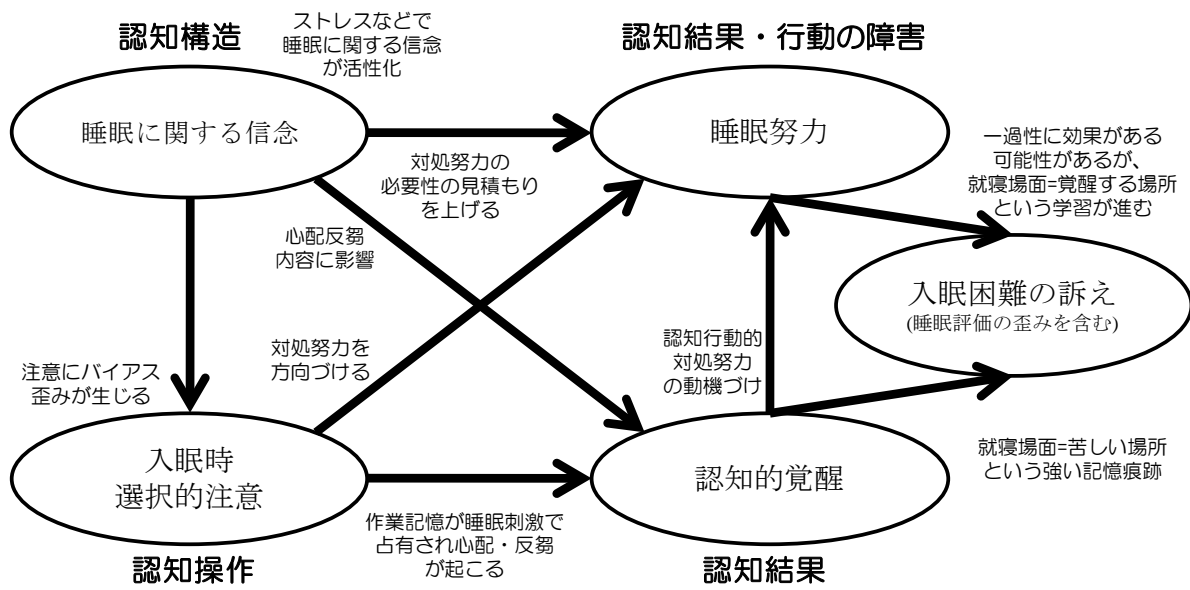 認知構造
ストレスなどで
睡眠に関する信念
が活性化
認知結果・行動の障害
睡眠に関する信念
睡眠努力
一過性に効果がある
可能性があるが、
就寝場面=覚醒する場所
という学習が進む
対処努力の
必要性の見積もり
を上げる
心配反芻
内容に影響
入眠困難の訴え
(睡眠評価の歪みを含む)
対処努力を
方向づける
認知行動的
対処努力
の動機づけ
注意にバイアス
歪みが生じる
入眠時
選択的注意
認知的覚醒
就寝場面=苦しい場所
という強い記憶痕跡
作業記憶が睡眠刺激で
占有され心配・反芻
が起こる
認知操作
認知結果